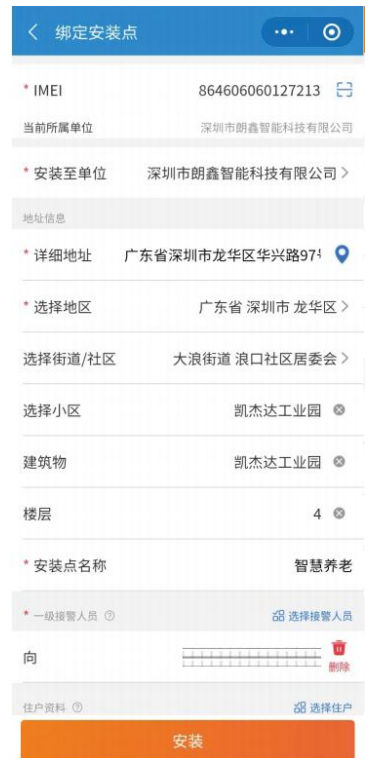 绑定安装点
* IMEI 864606060127213
当前所属单位 深圳市朗鑫智能科技有限公司
* 安装至单位 深圳市朗鑫智能科技有限公司
地址信息
* 详细地址 广东省深圳市龙华区华兴路97
* 选择地区 广东省 深圳市 龙华区
选择街道/社区 大浪街道 浪口社区居委会
选择小区 凯杰达工业园
建筑物 凯杰达工业园
楼层 4
* 安装点名称 智慧养老
* 一级接警人员 选择接警人员
向
删除
住户资料 选择住户
安装